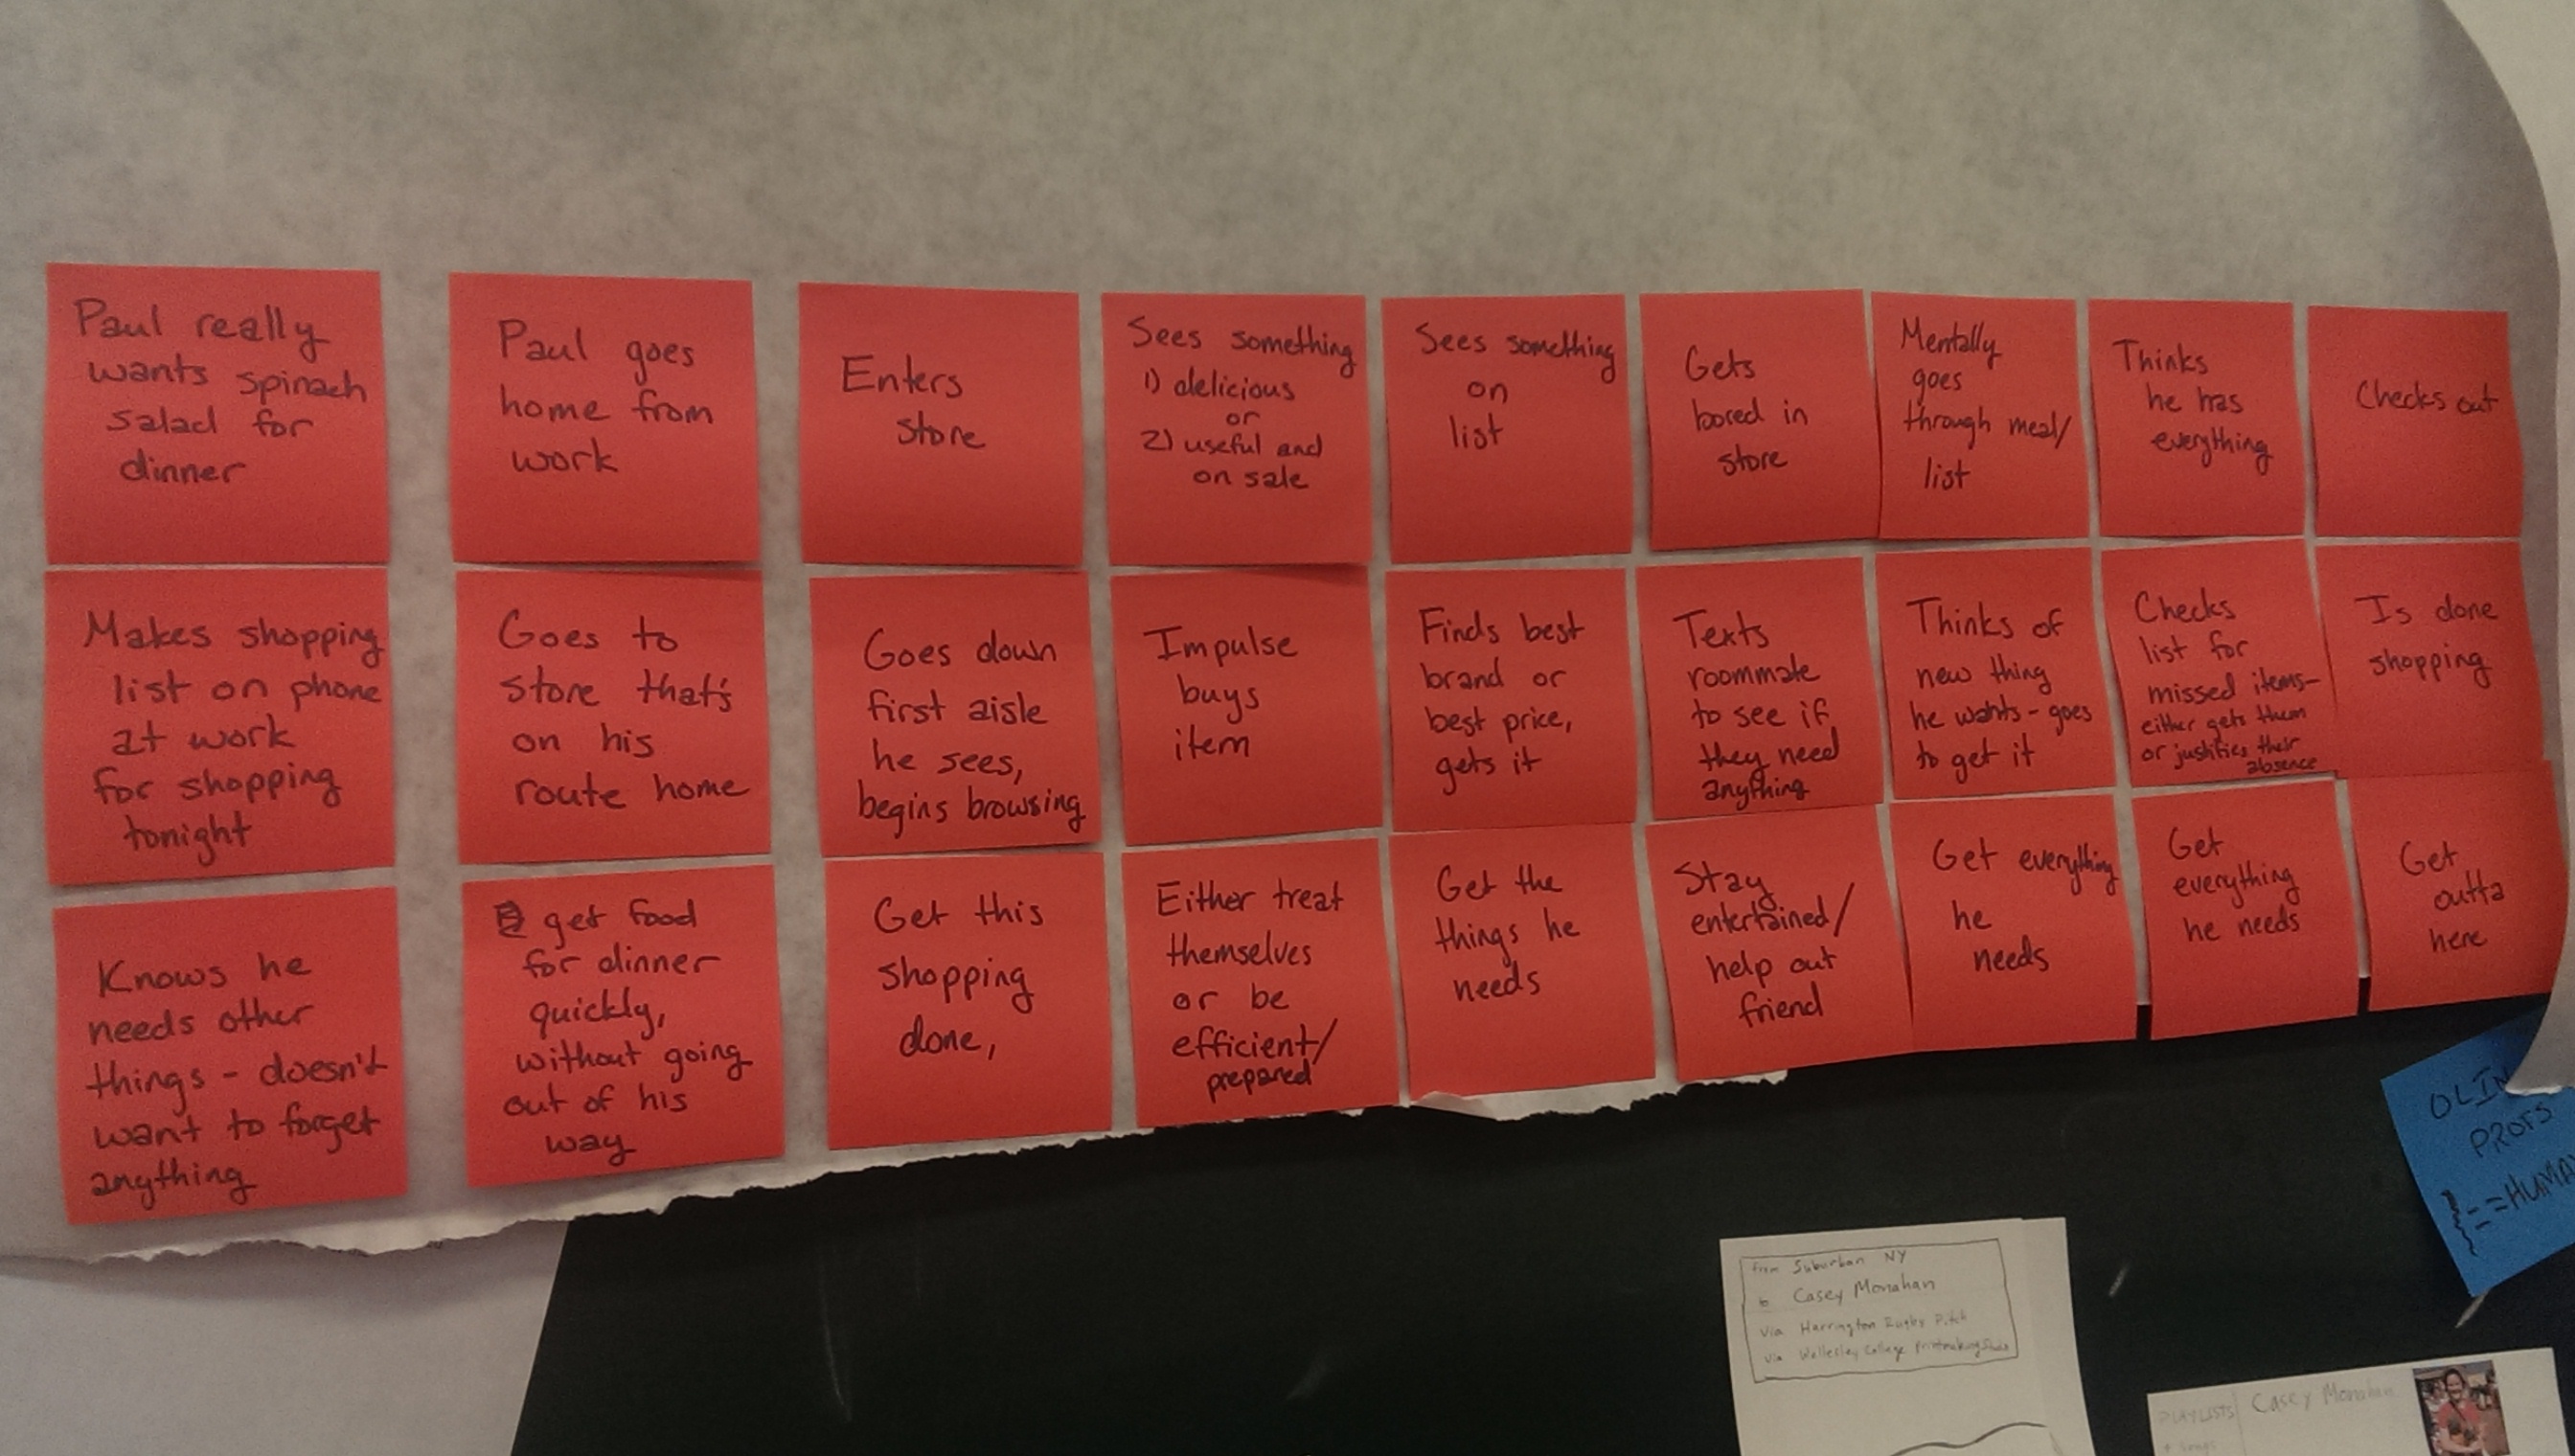 Paul really
wants spinach
salad for
dinner
Paul goes
home from
work
Enters
store
Sees something
1) delicious
or
2) useful and
on sale
Sees something
on
list
Gets
bored in
store
Mentally
goes
through meal/
list
Thinks
he has
everything
Checks out
Makes shopping
list on phone
at work
for shopping
tonight
Goes to
store that's
on his
route home
Goes down
first aisle
he sees,
begins browsing
Impulse
buys
item
Finds best
brand or
best price,
gets it
Texts
roommate
to see if
they need
anything
Thinks of
new thing
he wants - goes
to get it
Checks
list for
missed items-
either gets them
or justifies their
absence
Is done
shopping
Knows he
needs other
things - doesn't
want to forget
anything
get food
for dinner
quickly,
without going
out of his
way
Get this
shopping
done,
Either treat
themselves
or be
efficient/
prepared
Get the
things he
needs
Stay
entertained/
help out
friend
Get everything
he
needs
Get
everything
he needs
Get
outta
here
OLIN
PROFS
from Suburban NY
to Casey Monahan
via Harrington Rugby Pitch
via Wellesley College Printmaking
PLAYLISTS
Casey Monahan
+ songs